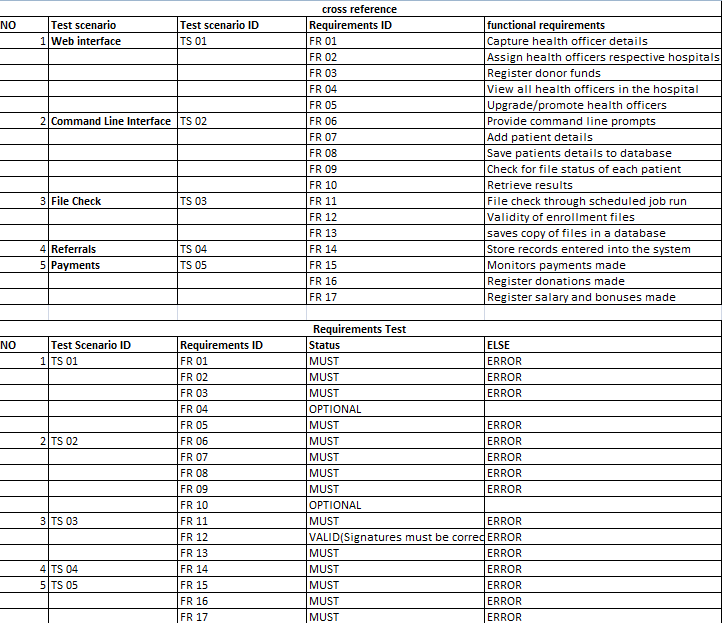 cross reference
NO Test scenario Test scenario ID Requirements ID functional requirements
1 Web interface TS 01 FR 01 Capture health officer details
FR 02 Assign health officers respective hospitals
FR 03 Register donor funds
FR 04 View all health officers in the hospital
FR 05 Upgrade/promote health officers
2 Command Line Interface TS 02 FR 06 Provide command line prompts
FR 07 Add patient details
FR 08 Save patients details to database
FR 09 Check for file status of each patient
FR 10 Retrieve results
3 File Check TS 03 FR 11 File check through scheduled job run
FR 12 Validity of enrollment files
FR 13 saves copy of files in a database
4 Referrals TS 04 FR 14 Store records entered into the system
5 Payments TS 05 FR 15 Monitors payments made
FR 16 Register donations made
FR 17 Register salary and bonuses made
Requirements Test
NO Test Scenario ID Requirements ID Status ELSE
1 TS 01 FR 01 MUST ERROR
FR 02 MUST ERROR
FR 03 MUST ERROR
FR 04 OPTIONAL
FR 05 MUST ERROR
2 TS 02 FR 06 MUST ERROR
FR 07 MUST ERROR
FR 08 MUST ERROR
FR 09 MUST ERROR
FR 10 OPTIONAL
3 TS 03 FR 11 MUST ERROR
FR 12 VALID(Signatures must be correc ERROR
FR 13 MUST ERROR
4 TS 04 FR 14 MUST ERROR
5 TS 05 FR 15 MUST ERROR
FR 16 MUST ERROR
FR 17 MUST ERROR